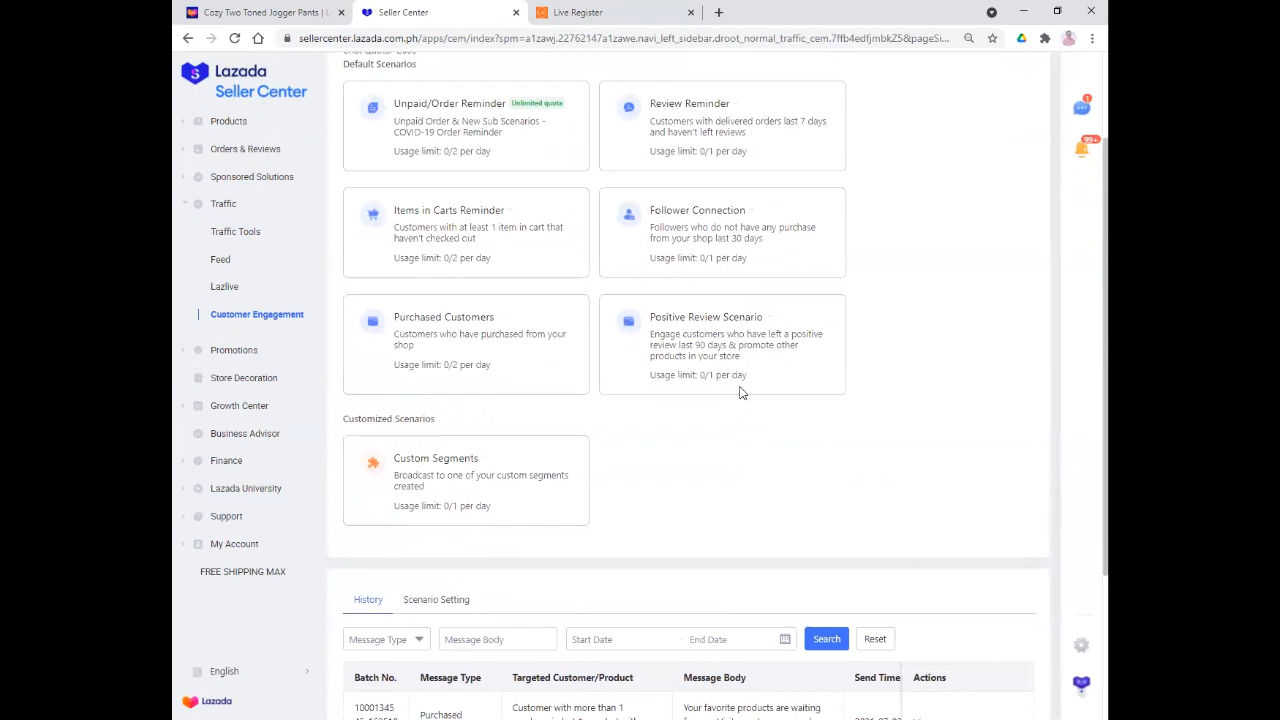 Cozy Two Toned Jogger Pants | L
Seller Center
Live Register
sellercenter.lazada.com.ph/apps/cem/index?spm=a1zawj.22762147a1zawe.navi_left_sidebar.droot_normal_traffic_cem.7ffb4edfjmbkZ5&pageSi...
Lazada
Seller Center
Products
Orders & Reviews
Sponsored Solutions
Traffic
Traffic Tools
Feed
Lazlive
Customer Engagement
Promotions
Store Decoration
Growth Center
Business Advisor
Finance
Lazada University
Support
My Account
FREE SHIPPING MAX
English
Lazada
Default Scenarios
Unpaid/Order Reminder Unlimited quota
Unpaid Order & New Sub Scenarios -
COVID-19 Order Reminder
Usage limit: 0/2 per day
Review Reminder
Customers with delivered orders last 7 days
and haven't left reviews
Usage limit: 0/1 per day
Items in Carts Reminder
Customers with at least 1 item in cart that
haven't checked out
Usage limit: 0/2 per day
Follower Connection
Followers who do not have any purchase
from your shop last 30 days
Usage limit: 0/1 per day
Purchased Customers
Customers who have purchased from your
shop
Usage limit: 0/2 per day
Positive Review Scenario
Engage customers who have left a positive
review last 90 days & promote other
products in your store
Usage limit: 0/1 per day
Customized Scenarios
Custom Segments
Broadcast to one of your custom segments
created
Usage limit: 0/1 per day
History Scenario Setting
Message Type Message Body Start Date - End Date Search Reset
Batch No. Message Type Targeted Customer/Product Message Body Send Time Actions
10001345
Purchased
Customer with more than 1
Your favorite products are waiting
1
99+